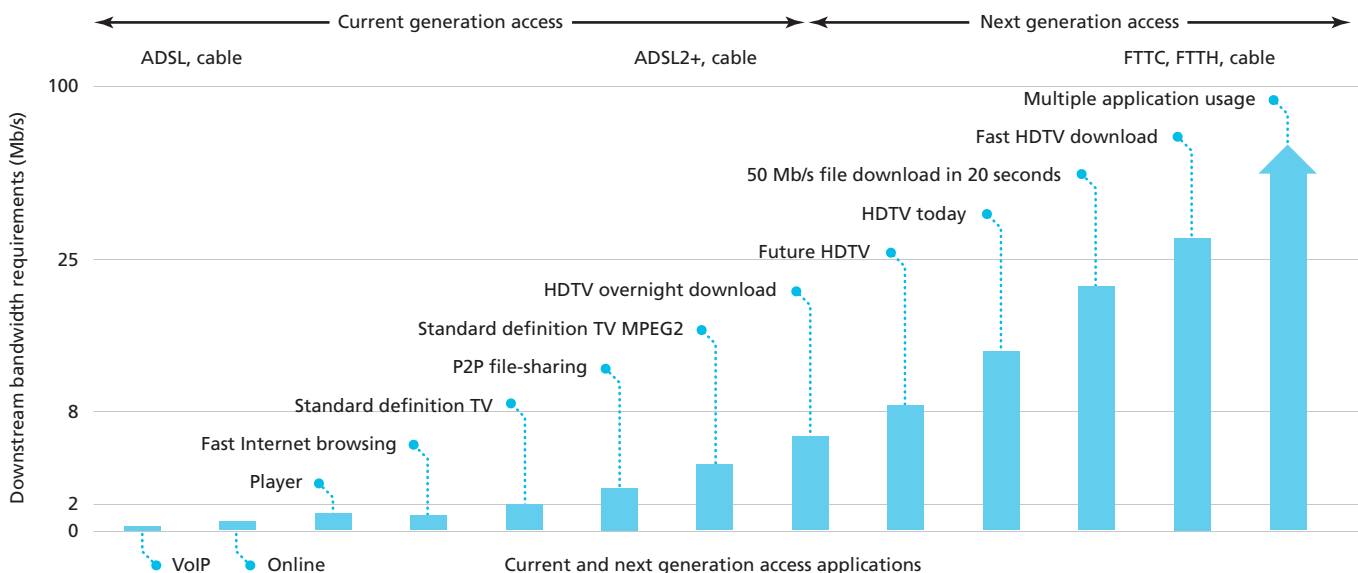 Current generation access
Next generation access
ADSL, cable
ADSL2+, cable
FTTC, FTTH, cable
Downstream bandwidth requirements (Mb/s)
100
25
8
2
0
Multiple application usage
Fast HDTV download
50 Mb/s file download in 20 seconds
HDTV today
Future HDTV
HDTV overnight download
Standard definition TV MPEG2
P2P file-sharing
Standard definition TV
Fast Internet browsing
Player
VoIP
Online
Current and next generation access applications